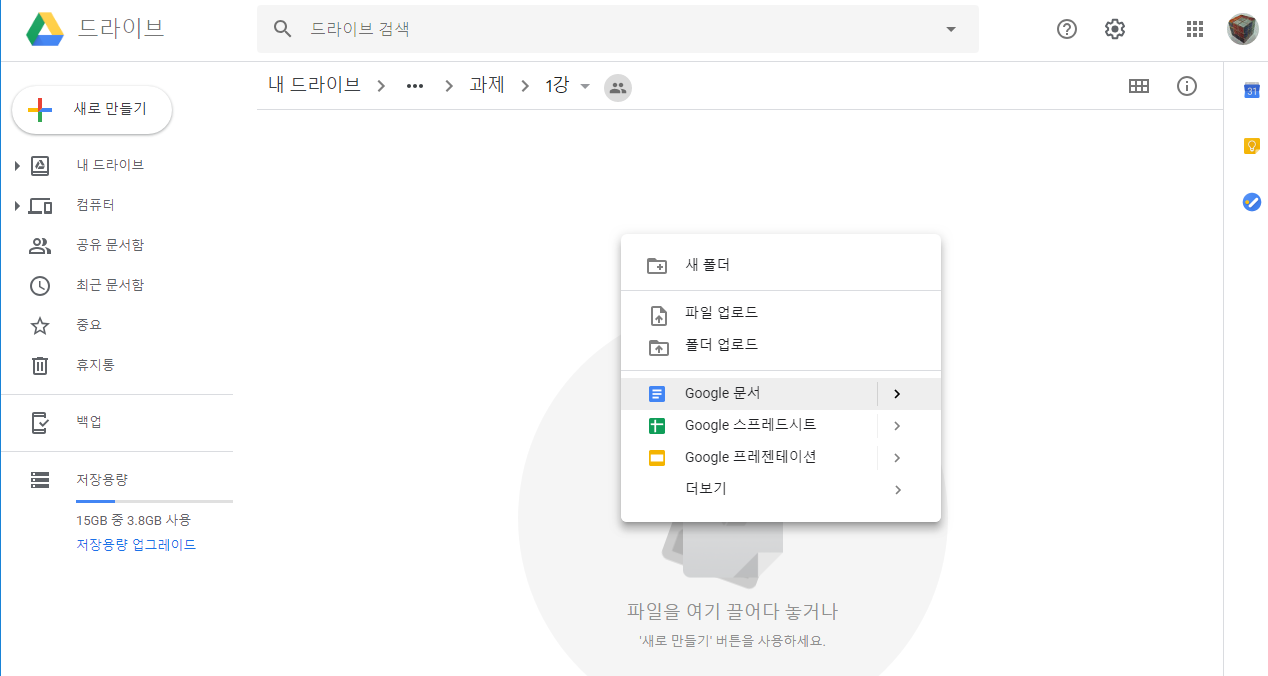 드라이브
드라이브 검색
내 드라이브 > ••• > 과제 > 1강
새로 만들기
내 드라이브
컴퓨터
공유 문서함
최근 문서함
중요
휴지통
백업
저장용량
15GB 중 3.8GB 사용
저장용량 업그레이드
새 폴더
파일 업로드
폴더 업로드
Google 문서
Google 스프레드시트
Google 프레젠테이션
더보기
파일을 여기 끌어다 놓거나
'새로 만들기' 버튼을 사용하세요.
31